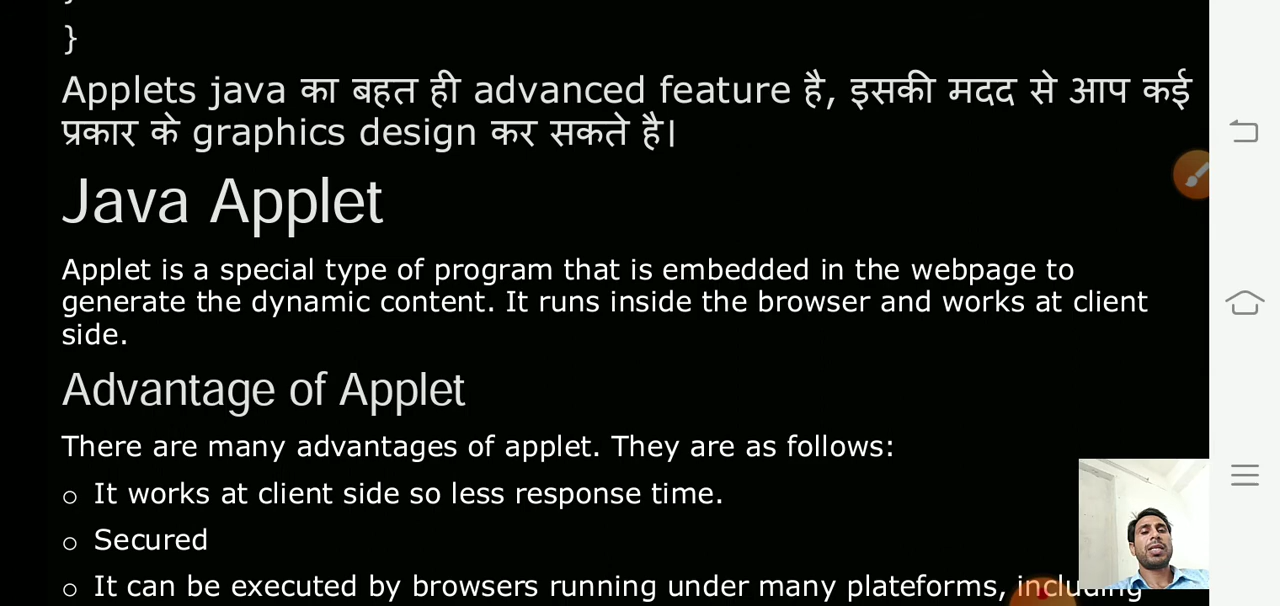 }
Applets java का बहत ही advanced feature है, इसकी मदद से आप कई
प्रकार के graphics design कर सकते है।
Java Applet
Applet is a special type of program that is embedded in the webpage to
generate the dynamic content. It runs inside the browser and works at client
side.
Advantage of Applet
There are many advantages of applet. They are as follows:
o It works at client side so less response time.
o Secured
o It can be executed by browsers running under many plateforms, including